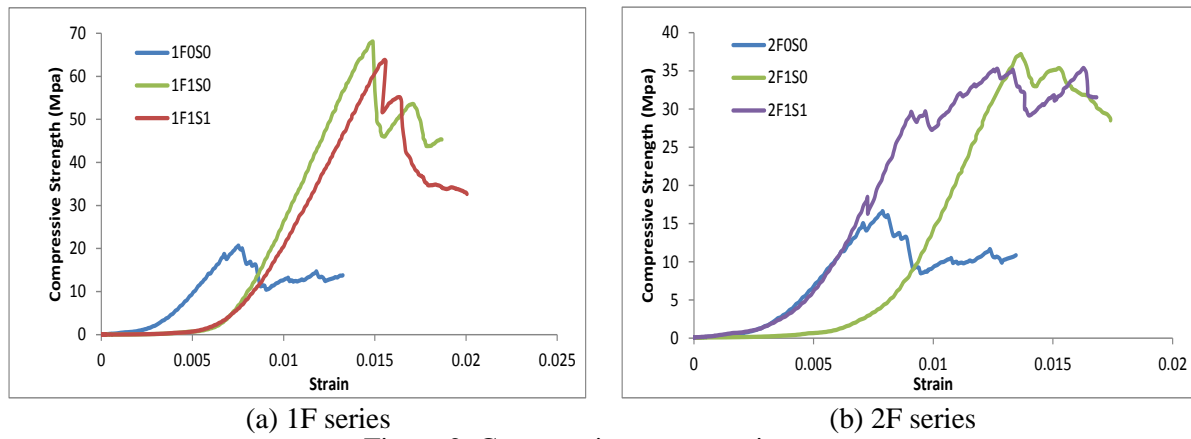 70
60
50
40
30
20
10
0
Compressive Strength (Mpa)
1F0S0
1F1S0
1F1S1
0 0.005 0.01 0.015 0.02 0.025
Strain
(a) 1F series
40
35
30
25
20
15
10
5
0
Compressive Strength (Mpa)
2F0S0
2F1S0
2F1S1
0 0.005 0.01 0.015 0.02
Strain
(b) 2F series